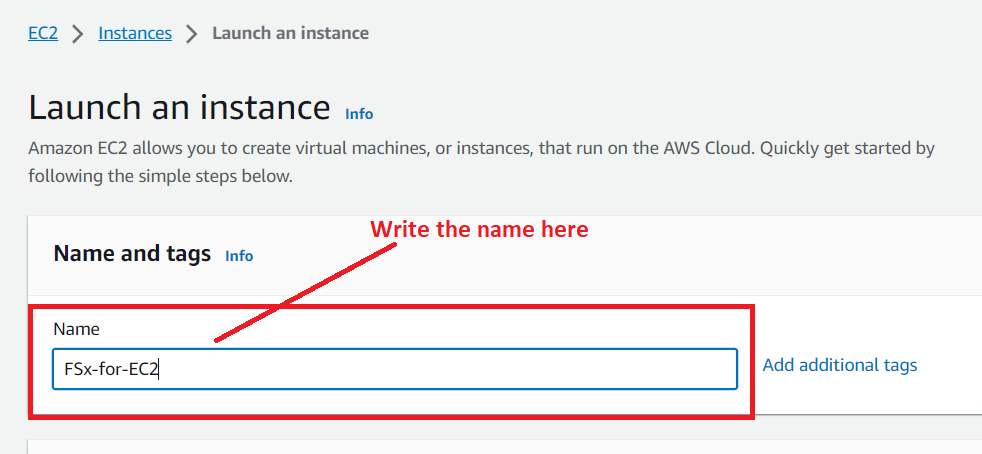 EC2 > Instances > Launch an instance
Launch an instance Info
Amazon EC2 allows you to create virtual machines, or instances, that run on the AWS Cloud. Quickly get started by
following the simple steps below.
Write the name here
Name and tags Info
Name
FSx-for-EC2
Add additional tags